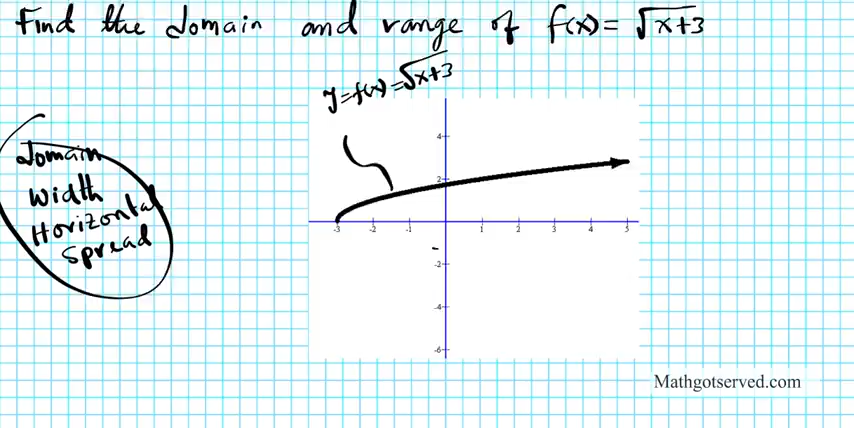 Find the domain and range of f(x) = √x+3
y = f(x) = √x+3
domain
width
Horizontal
spread
4
2
-3 -2 -1 1 2 3 4 5
-2
-4
-6
Mathgotserved.com